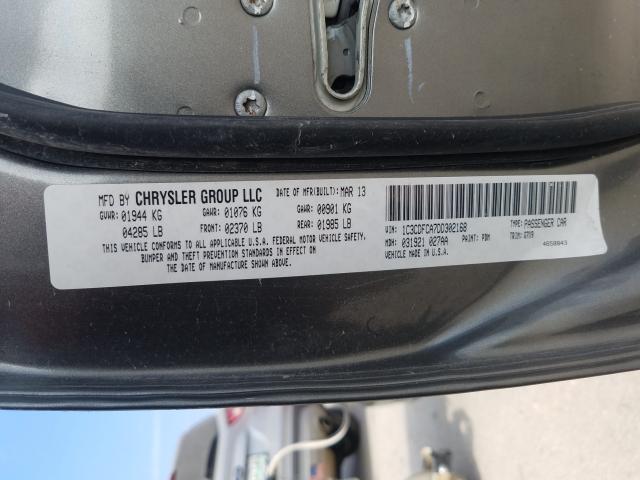 MFD BY CHRYSLER GROUP LLC DATE OF MFR(BUILT): MAR 13
GVWR: 01944 KG GAWR: 01076 KG GAWR: 00901 KG
04285 LB FRONT: 02370 LB REAR: 01985 LB
THIS VEHICLE CONFORMS TO ALL APPLICABLE U.S.A. FEDERAL MOTOR VEHICLE SAFETY,
BUMPER AND THEFT PREVENTION STANDARDS IN EFFECT ON
THE DATE OF MANUFACTURE SHOWN ABOVE.
VIN: 1C3CDFCA7DD302168 TYPE: PASSENGER CAR
MDH: 031921 027AA PAINT: PDM TRIM:
VEHICLE MADE IN U.S.A. 4658843